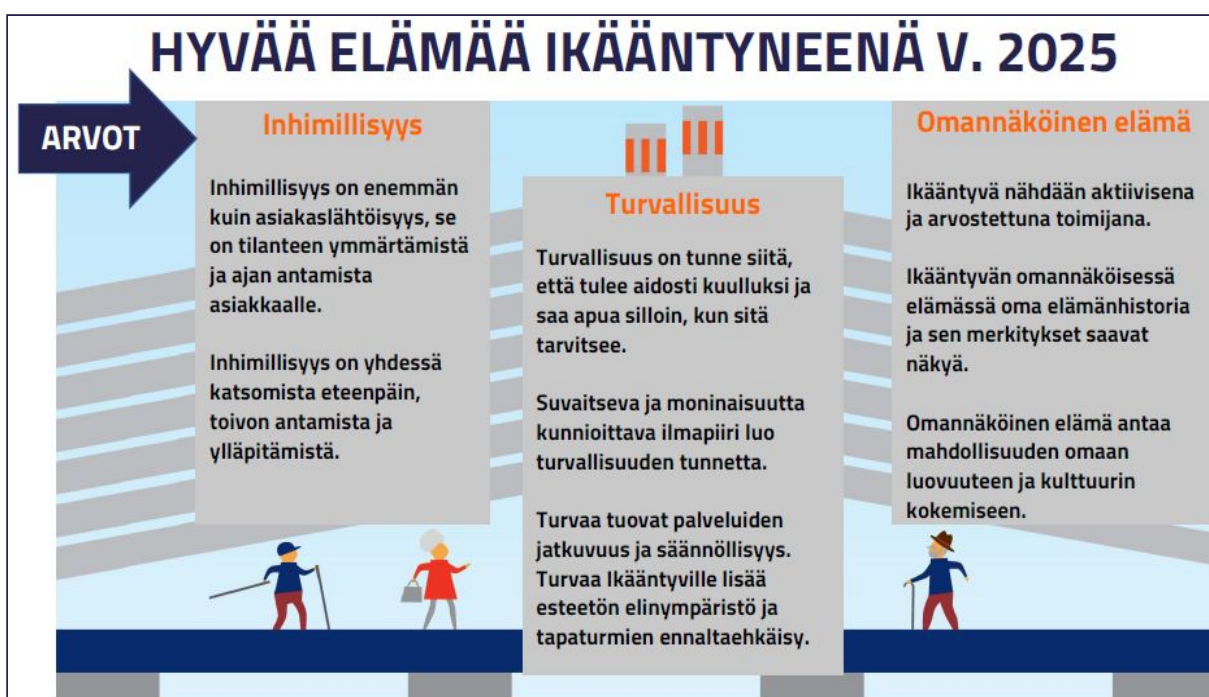 HYVÄÄ ELÄMÄÄ IKÄÄNTYNEENÄ V. 2025
ARVOT
Inhimillisyys
Inhimillisyys on enemmän
kuin asiakaslähtöisyys, se
on tilanteen ymmärtämistä
ja ajan antamista
asiakkaalle.
Inhimillisyys on yhdessä
katsomista eteenpäin,
toivon antamista ja
ylläpitämistä.
Turvallisuus
Turvallisuus on tunne siitä,
että tulee aidosti kuulluksi ja
saa apua silloin, kun sitä
tarvitsee.
Suvaitseva ja moninaisuutta
kunnioittava ilmapiiri luo
turvallisuuden tunnetta.
Turvaa tuovat palveluiden
jatkuvuus ja säännöllisyys.
Turvaa Ikääntyville lisää
esteetön elinympäristö ja
tapaturmien ennaltaehkäisy.
Omannäköinen elämä
Ikääntyvä nähdään aktiivisena
ja arvostettuna toimijana.
Ikääntyvän omannäköisessä
elämässä oma elämänhistoria
ja sen merkitykset saavat
näkyä.
Omannäköinen elämä antaa
mahdollisuuden omaan
luovuuteen ja kulttuurin
kokemiseen.